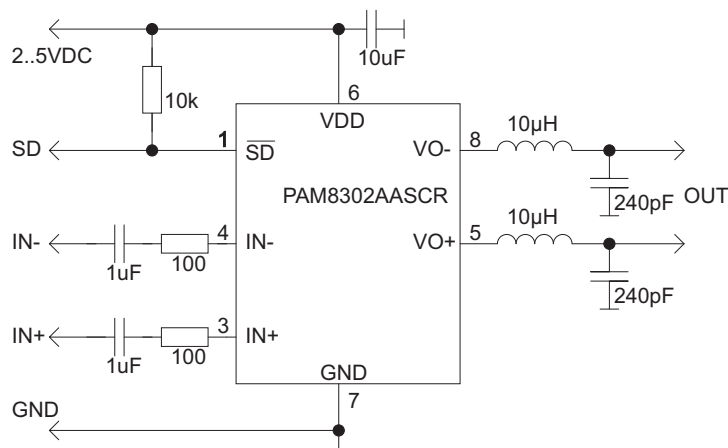 2..5VDC
10uF
10k
6
VDD
SD
1
SD
VO-
8
10µH
PAM8302AASCR
240pF
OUT
IN-
1uF
100
4
IN-
VO+
5
10µH
240pF
IN+
1uF
100
3
IN+
GND
7
GND